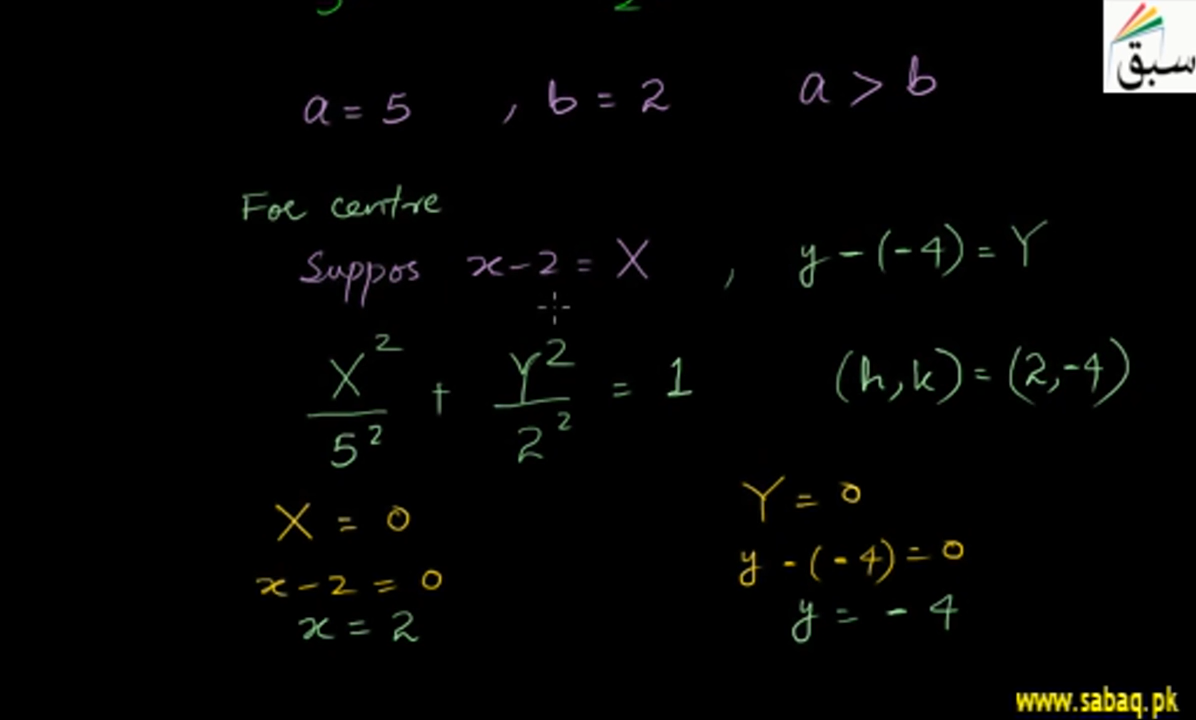 سبق
a = 5 , b = 2 a > b
For centre
Suppos x - 2 = X , y - (-4) = Y
X²/5² + Y²/2² = 1 (h,k) = (2,-4)
X = 0 Y = 0
x - 2 = 0 y - (-4) = 0
x = 2 y = - 4
www.sabaq.pk